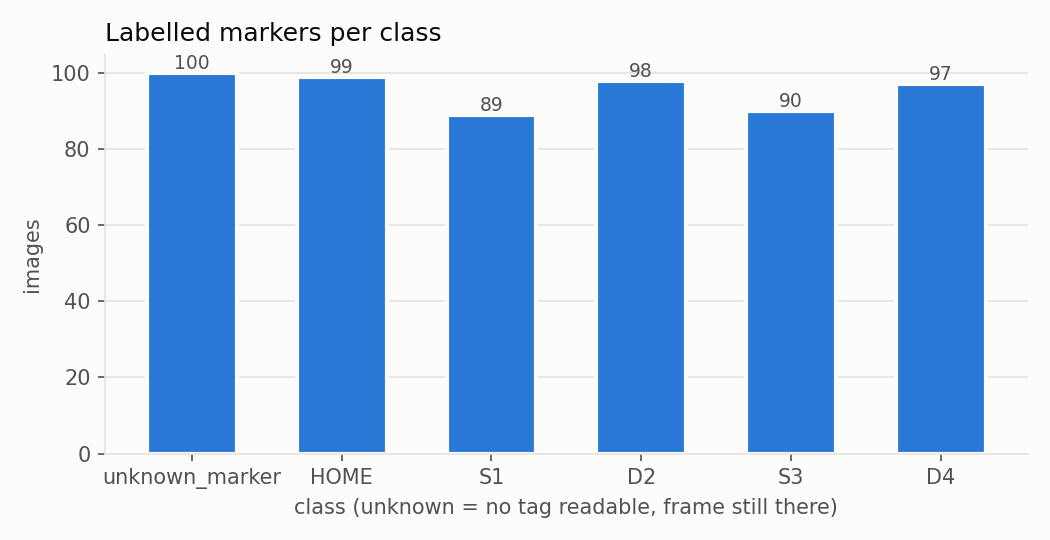 Labelled markers per class
100 99 89 98 90 97
100
80
60
40
20
0
images
unknown_marker HOME S1 D2 S3 D4
class (unknown = no tag readable, frame still there)